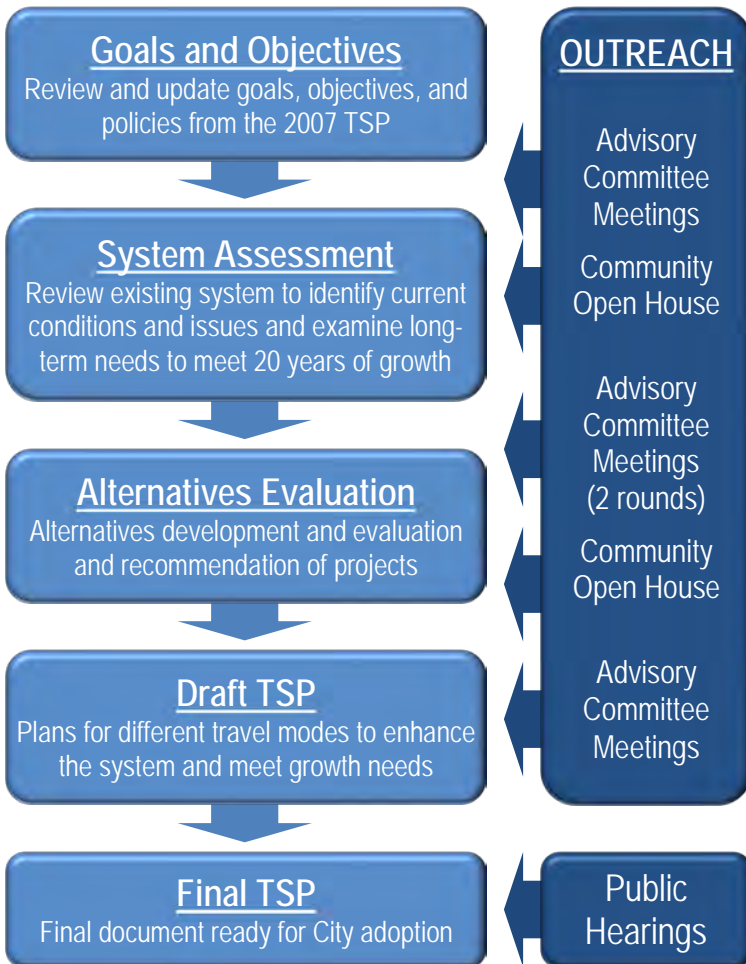 Goals and Objectives
Review and update goals, objectives, and
policies from the 2007 TSP
System Assessment
Review existing system to identify current
conditions and issues and examine long-
term needs to meet 20 years of growth
Alternatives Evaluation
Alternatives development and evaluation
and recommendation of projects
Draft TSP
Plans for different travel modes to enhance
the system and meet growth needs
Final TSP
Final document ready for City adoption
OUTREACH
Advisory
Committee
Meetings
Community
Open House
Advisory
Committee
Meetings
(2 rounds)
Community
Open House
Advisory
Committee
Meetings
Public
Hearings